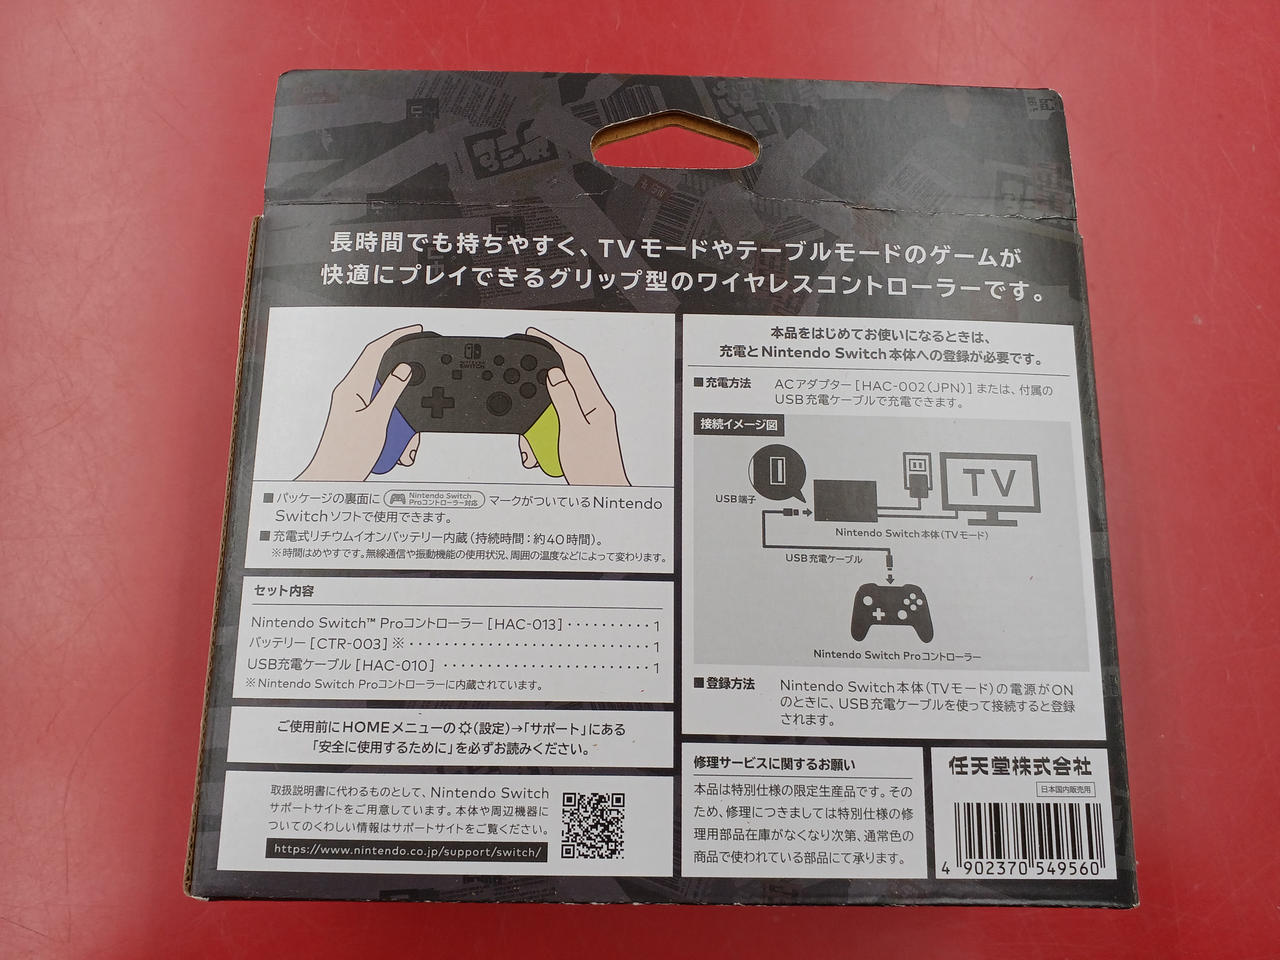 長時間でも持ちやすく、TVモードやテーブルモードのゲームが
快適にプレイできるグリップ型のワイヤレスコントローラーです。
NINTENDO
SWITCH
■パッケージの裏面に Nintendo Switch Proコントローラー対応 マークがついているNintendo
Switchソフトで使用できます。
■充電式リチウムイオンバッテリー内蔵(持続時間:約40時間)。
※時間はめやすです。無線通信や振動機能の使用状況、周囲の温度などによって変わります。
セット内容
Nintendo Switch™ Proコントローラー[HAC-013]··········1
バッテリー[CTR-003]※··························1
USB充電ケーブル[HAC-010]······················1
※Nintendo Switch Proコントローラーに内蔵されています。
ご使用前にHOMEメニューの(設定)→「サポート」にある
「安全に使用するために」を必ずお読みください。
取扱説明書に代わるものとして、Nintendo Switch
サポートサイトをご用意しています。本体や周辺機器に
ついてのくわしい情報はサポートサイトをご覧ください。
https://www.nintendo.co.jp/support/switch/
本品をはじめてお使いになるときは、
充電とNintendo Switch本体への登録が必要です。
■充電方法 ACアダプター[HAC-002(JPN)]または、付属の
USB充電ケーブルで充電できます。
接続イメージ図
TV
USB端子
Nintendo Switch本体(TVモード)
USB充電ケーブル
Nintendo Switch Proコントローラー
■登録方法 Nintendo Switch本体(TVモード)の電源がON
のときに、USB充電ケーブルを使って接続すると登録
されます。
修理サービスに関するお願い
本品は特別仕様の限定生産品です。その
ため、修理につきましては特別仕様の修
理用部品在庫がなくなり次第、通常色の
商品で使われている部品にて承ります。
任天堂株式会社
日本国内販売用
4 902370 549560